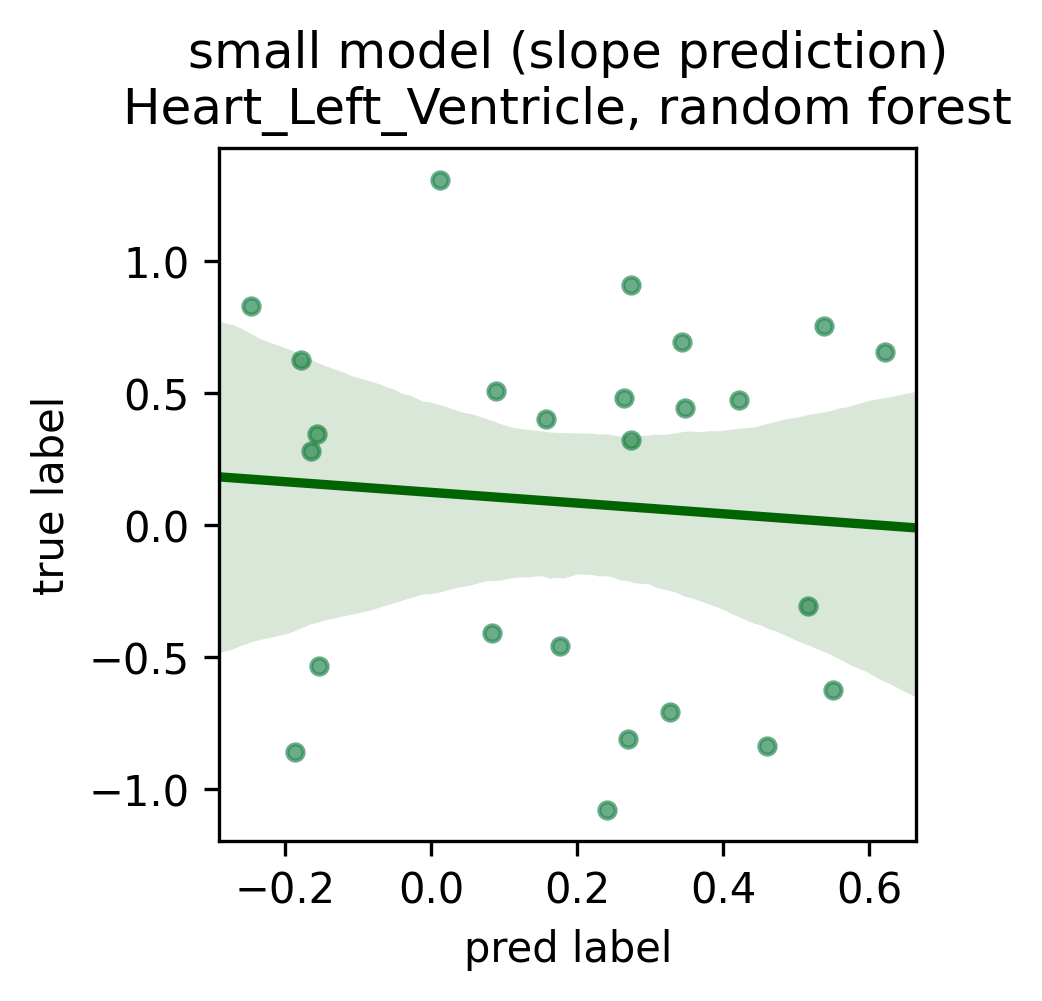 small model (slope prediction)
Heart_Left_Ventricle, random forest
1.0
0.5
0.0
−0.5
−1.0
true label
−0.2
0.0
0.2
0.4
0.6
pred label